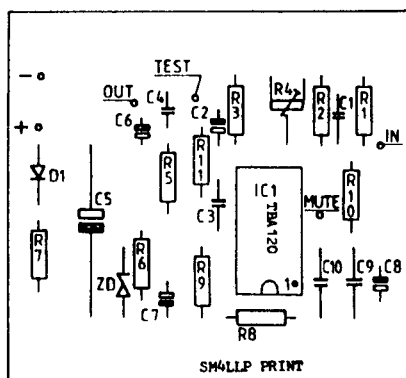 TEST
OUT
C4
C6
C2
R3
R4
R2
C1
R1
-
+
IN
D1
C5
R5
R11
C3
IC1
TBA120
MUTE
R10
R7
R6
ZD
C7
R9
1
C10
C9
C8
R8
SM4LLP PRINT